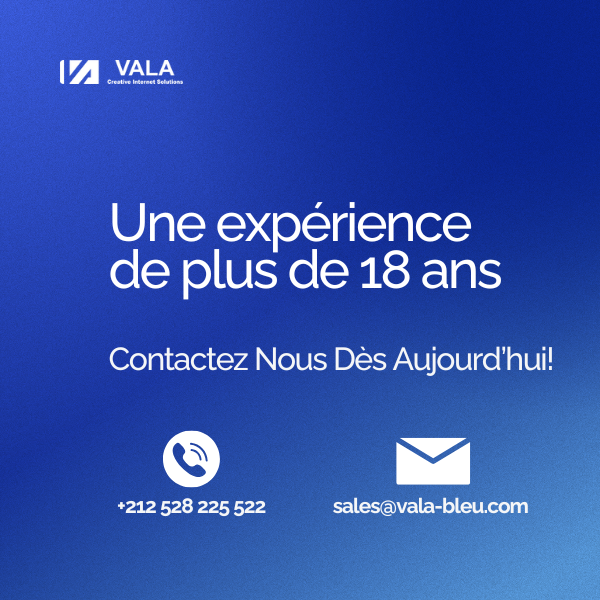 VALA
Creative Internet Solutions
Une expérience
de plus de 18 ans
Contactez Nous Dès Aujourd'hui!
+212 528 225 522
sales@vala-bleu.com